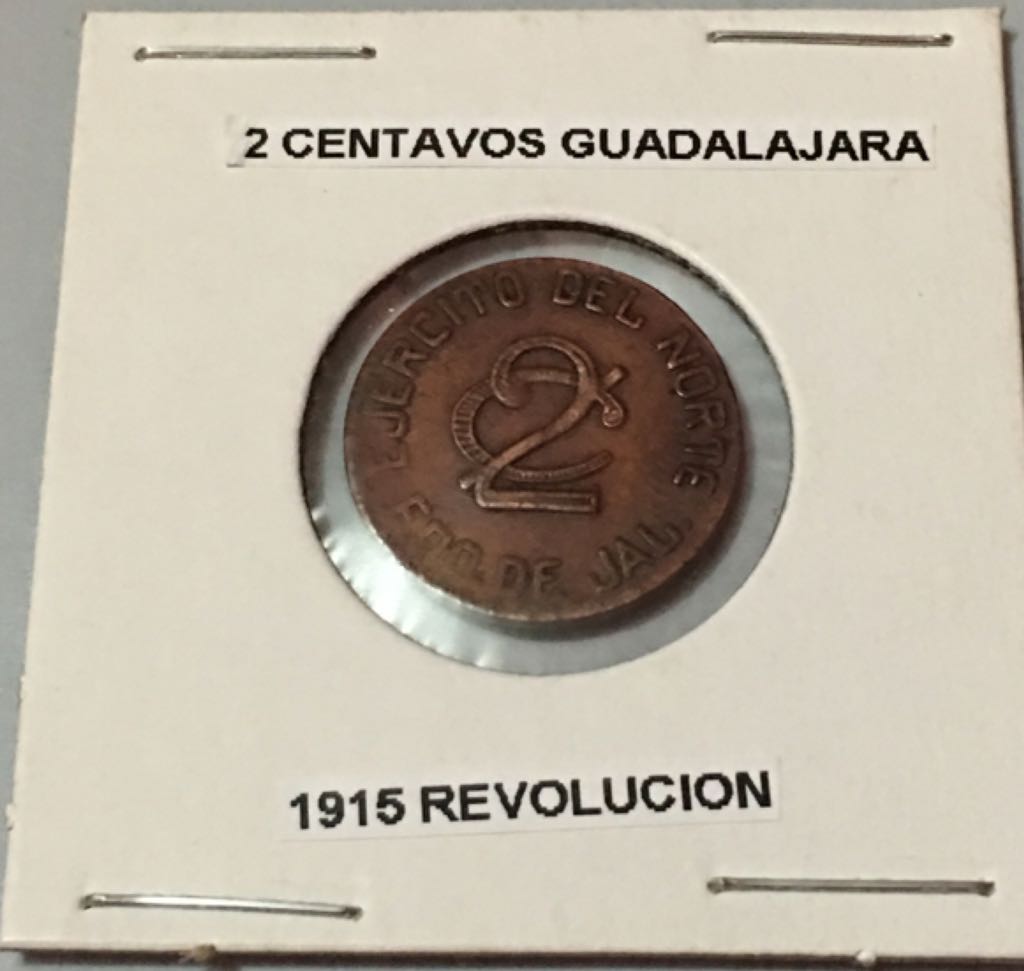 2 CENTAVOS GUADALAJARA
EJERCITO DEL NORTE
2 C
EDO. DE JAL.
1915 REVOLUCION